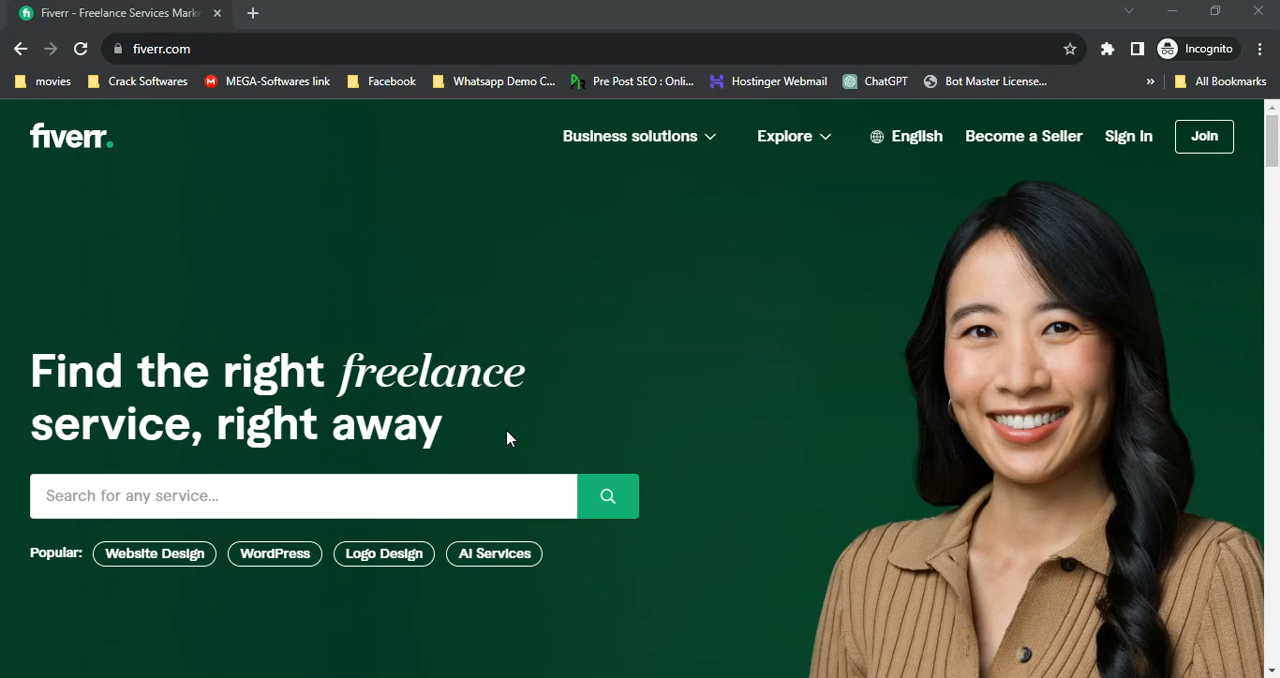 Fiverr - Freelance Services Mark
fiverr.com
Incognito
movies
Crack Softwares
MEGA-Softwares link
Facebook
Whatsapp Demo C...
Pre Post SEO : Onli...
Hostinger Webmail
ChatGPT
Bot Master License...
»
All Bookmarks
fiverr.
Business solutions
Explore
English
Become a Seller
Sign In
Join
Find the right freelance
service, right away
Search for any service...
Popular:
Website Design
WordPress
Logo Design
AI Services